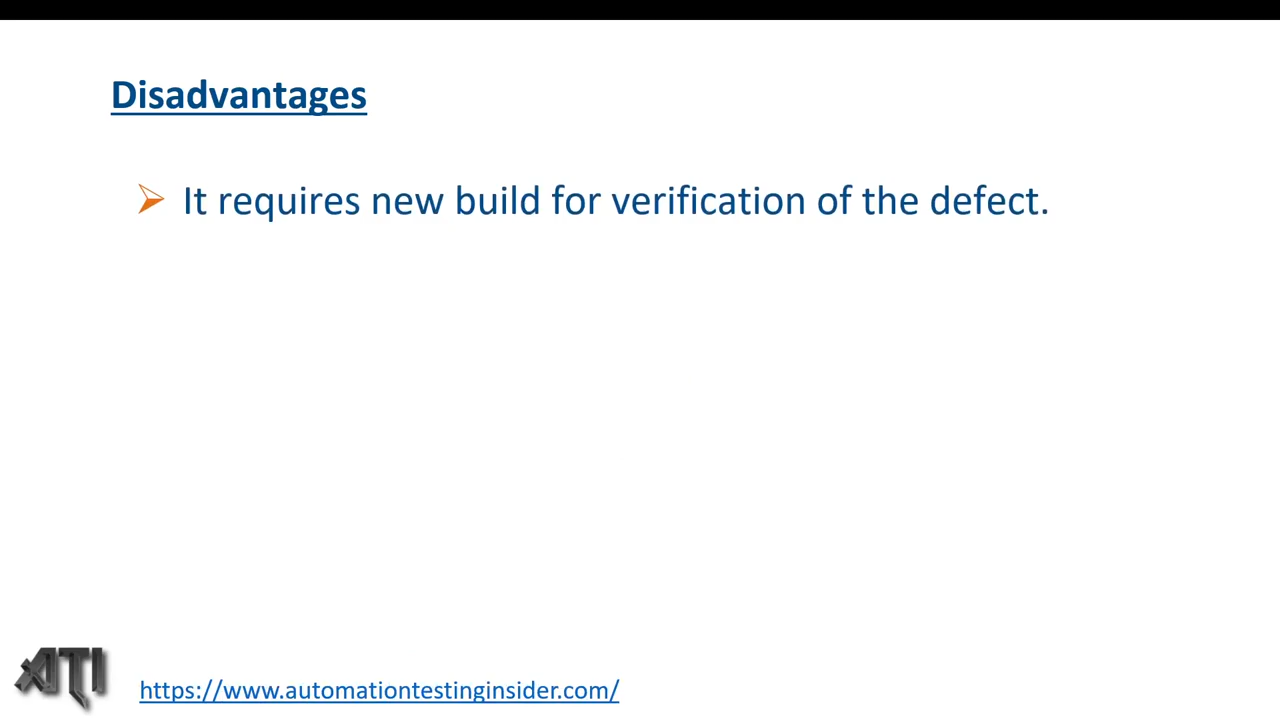 Disadvantages
It requires new build for verification of the defect.
ATI
https://www.automationtestinginsider.com/